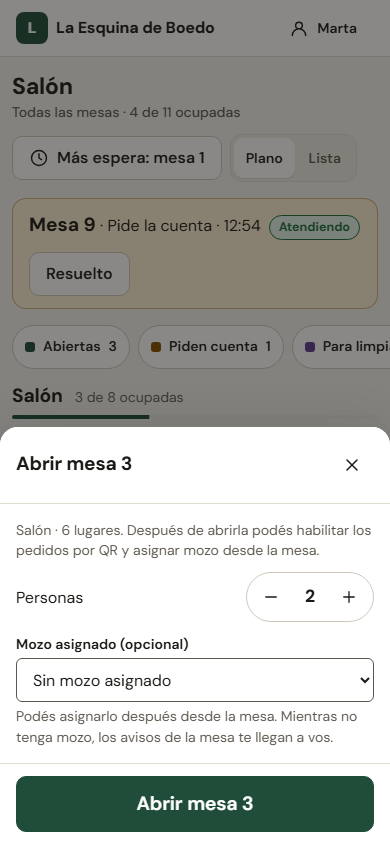 L La Esquina de Boedo Marta
Salón
Todas las mesas · 4 de 11 ocupadas
Más espera: mesa 1 Plano Lista
Mesa 9 · Pide la cuenta · 12:54 Atendiendo
Resuelto
Abiertas 3 Piden cuenta 1 Para limpi
Salón 3 de 8 ocupadas
Abrir mesa 3
Salón · 6 lugares. Después de abrirla podés habilitar los
pedidos por QR y asignar mozo desde la mesa.
Personas 2
Mozo asignado (opcional)
Sin mozo asignado
Podés asignarlo después desde la mesa. Mientras no
tenga mozo, los avisos de la mesa te llegan a vos.
Abrir mesa 3